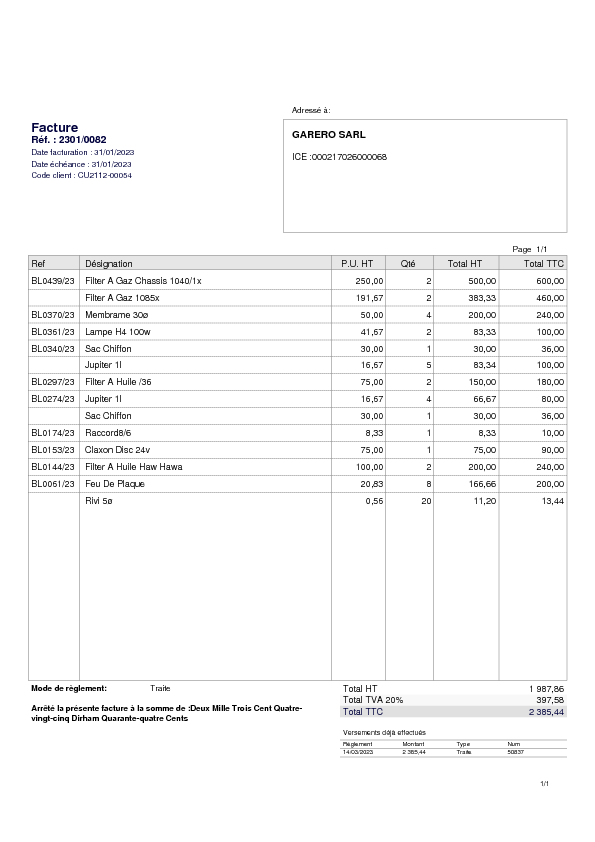 Adressé à:
Facture
Réf. : 2301/0082
Date facturation : 31/01/2023
Date échéance : 31/01/2023
Code client : CU2112-00054
GARERO SARL
ICE :000217026000068
Page 1/1
Ref Désignation P.U. HT Qté Total HT Total TTC
BL0439/23 Filter A Gaz Chassis 1040/1x 250,00 2 500,00 600,00
Filter A Gaz 1085x 191,67 2 383,33 460,00
BL0370/23 Membrame 30ø 50,00 4 200,00 240,00
BL0361/23 Lampe H4 100w 41,67 2 83,33 100,00
BL0340/23 Sac Chiffon 30,00 1 30,00 36,00
Jupiter 1l 16,67 5 83,34 100,00
BL0297/23 Filter A Huile /36 75,00 2 150,00 180,00
BL0274/23 Jupiter 1l 16,67 4 66,67 80,00
Sac Chiffon 30,00 1 30,00 36,00
BL0174/23 Raccord8/6 8,33 1 8,33 10,00
BL0153/23 Claxon Disc 24v 75,00 1 75,00 90,00
BL0144/23 Filter A Huile Haw Hawa 100,00 2 200,00 240,00
BL0061/23 Feu De Plaque 20,83 8 166,66 200,00
Rivi 5ø 0,56 20 11,20 13,44
Mode de règlement: Traite
Arrêté la présente facture à la somme de :Deux Mille Trois Cent Quatre-
vingt-cinq Dirham Quarante-quatre Cents
Total HT 1 987,86
Total TVA 20% 397,58
Total TTC 2 385,44
Versements déjà effectués
Règlement Montant Type Num
14/03/2023 2 385,44 Traite 50837
1/1